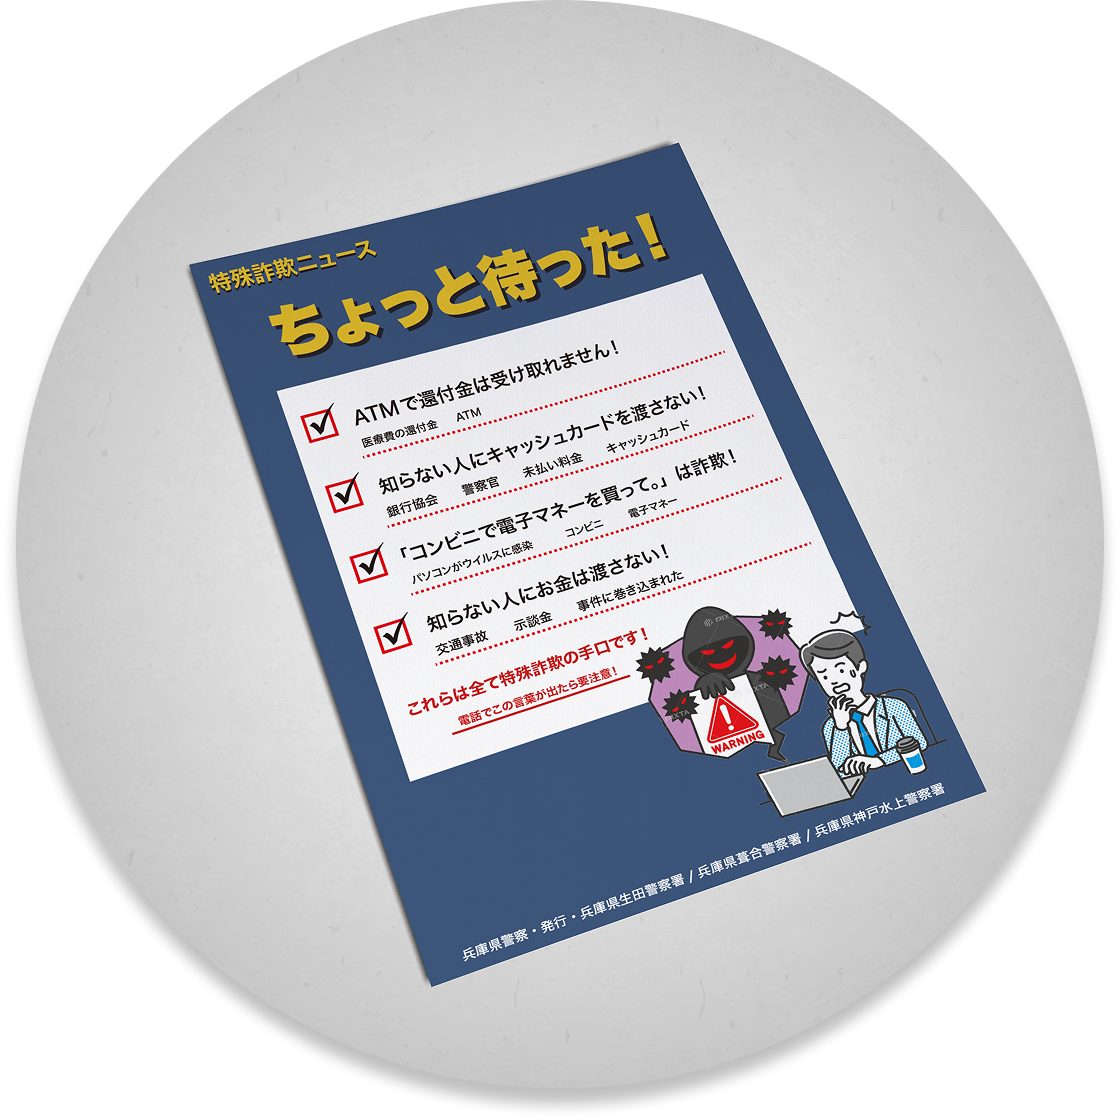 特殊詐欺ニュース
ちょっと待った!
ATMで還付金は受け取れません!
医療費の還付金 ATM
知らない人にキャッシュカードを渡さない!
銀行協会 警察官 未払い料金 キャッシュカード
「コンビニで電子マネーを買って。」は詐欺!
パソコンがウイルスに感染 コンビニ 電子マネー
知らない人にお金は渡さない!
交通事故 示談金 事件に巻き込まれた
これらは全て特殊詐欺の手口です!
電話でこの言葉が出たら要注意!
WARNING
兵庫県警察・発行・兵庫県生田警察署 / 兵庫県葺合警察署 / 兵庫県神戸水上警察署